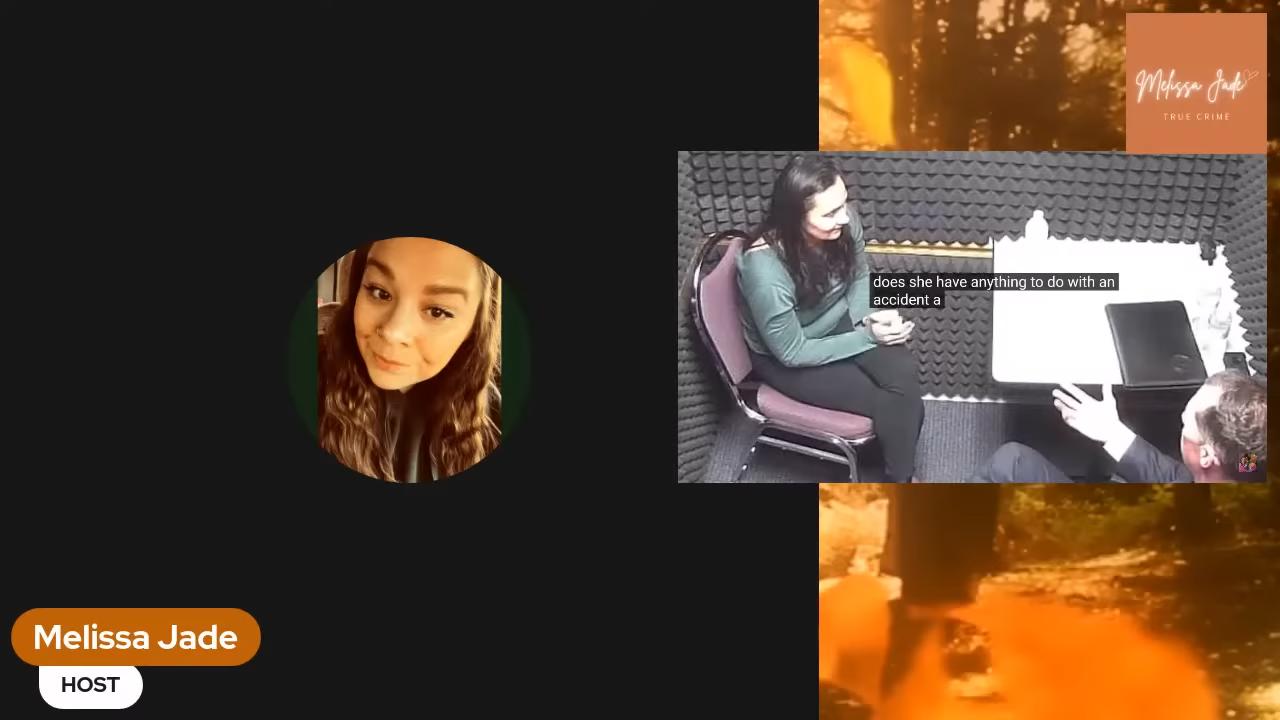 Melissa Jade
TRUE CRIME
does she have anything to do with an
accident a
Melissa Jade
HOST